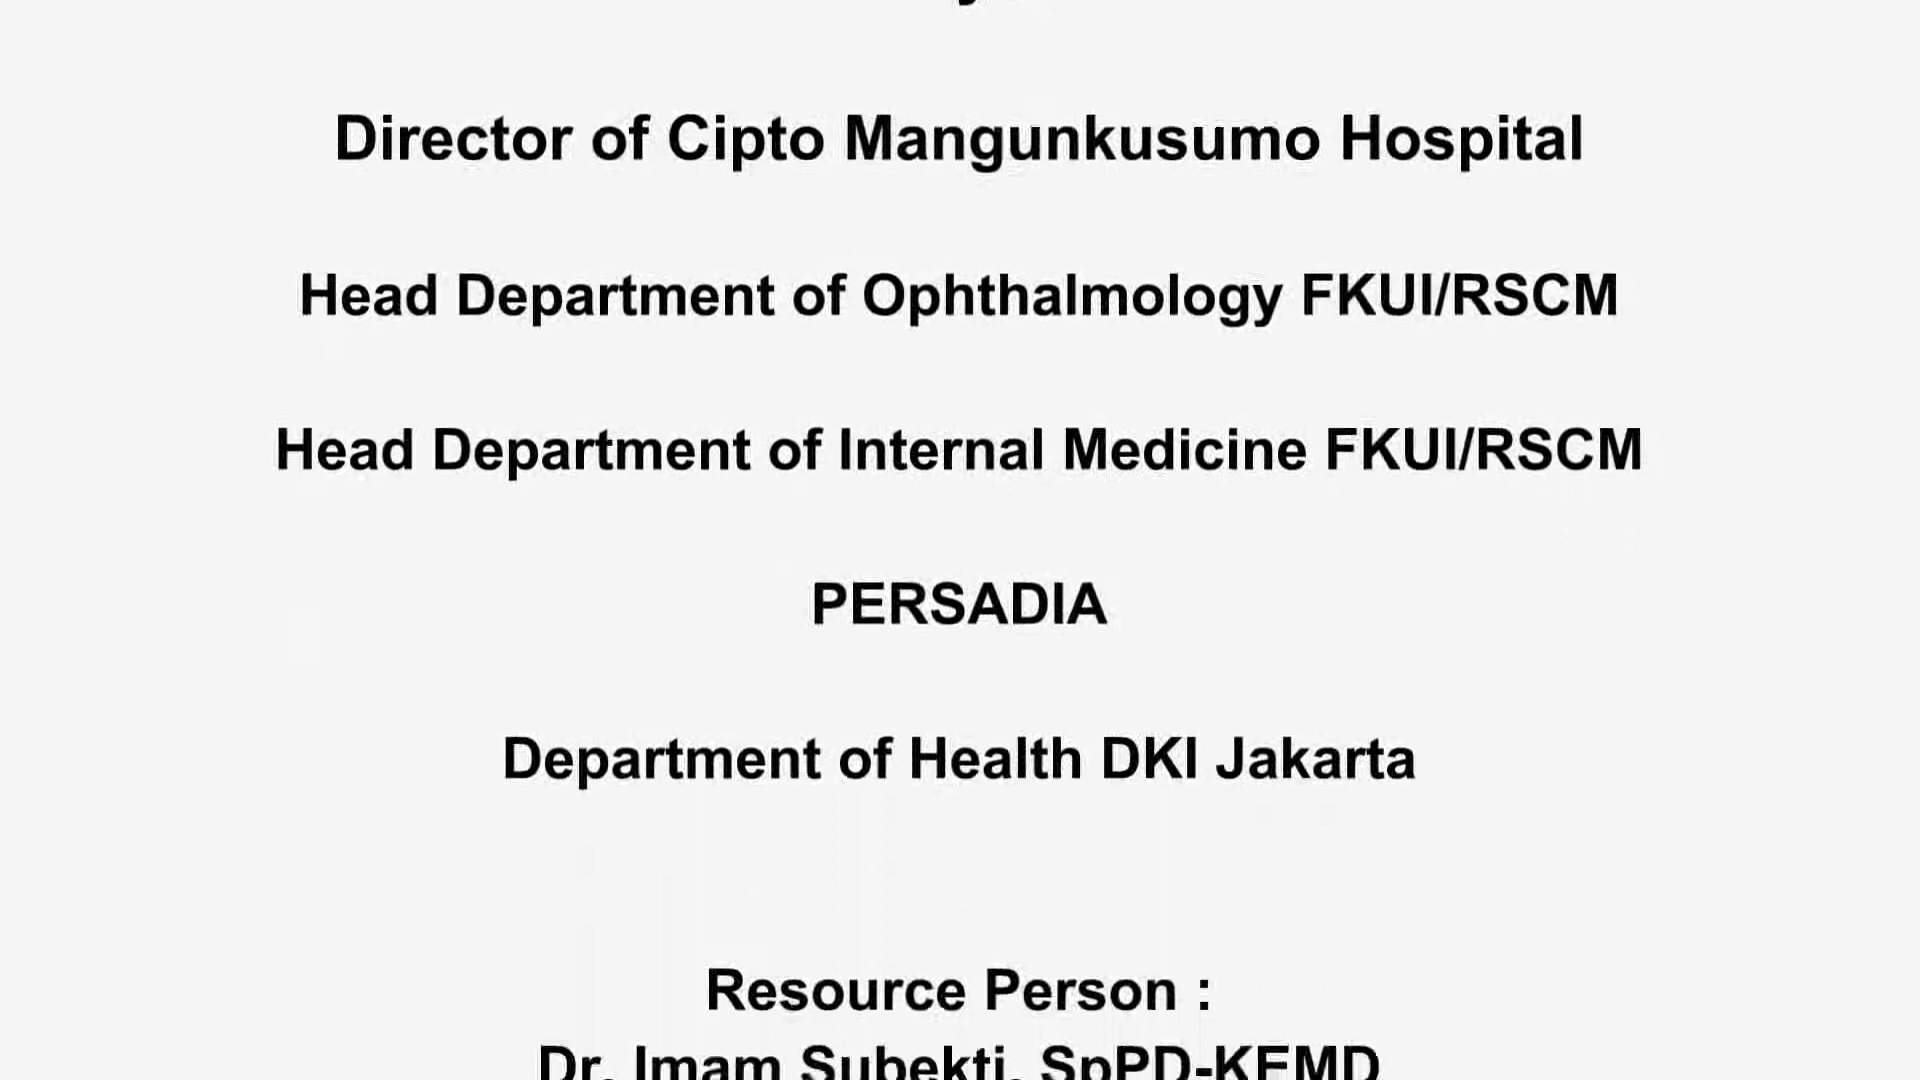 Director of Cipto Mangunkusumo Hospital
Head Department of Ophthalmology FKUI/RSCM
Head Department of Internal Medicine FKUI/RSCM
PERSADIA
Department of Health DKI Jakarta
Resource Person :
Dr. Imam Subekti, SpPD-KEMD